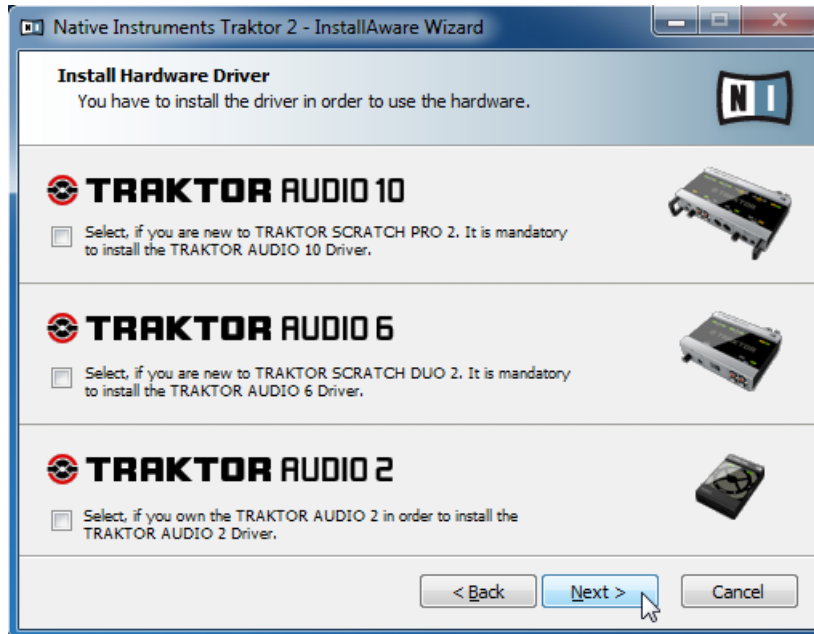 Native Instruments Traktor 2 - InstallAware Wizard
Install Hardware Driver
You have to install the driver in order to use the hardware.
N I
TRAKTOR AUDIO 10
Select, if you are new to TRAKTOR SCRATCH PRO 2. It is mandatory
to install the TRAKTOR AUDIO 10 Driver.
TRAKTOR AUDIO 6
Select, if you are new to TRAKTOR SCRATCH DUO 2. It is mandatory
to install the TRAKTOR AUDIO 6 Driver.
TRAKTOR AUDIO 2
Select, if you own the TRAKTOR AUDIO 2 in order to install the
TRAKTOR AUDIO 2 Driver.
< Back Next > Cancel